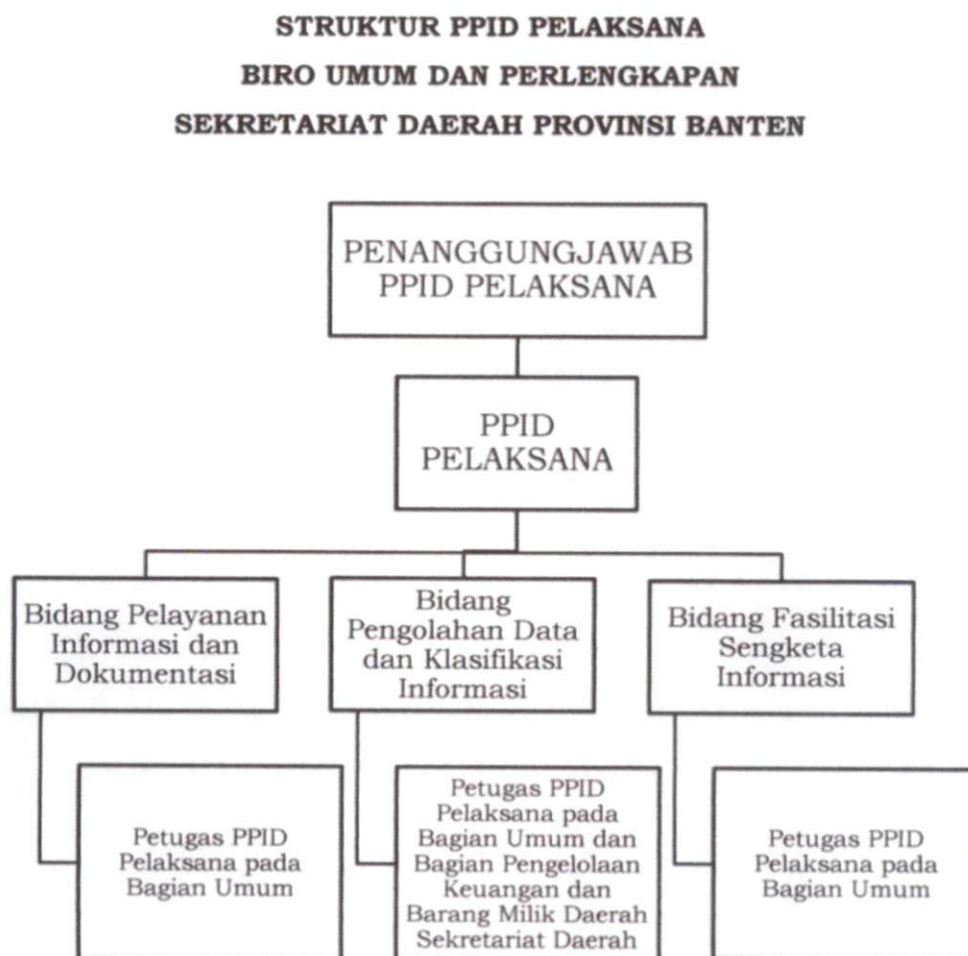 STRUKTUR PPID PELAKSANA
BIRO UMUM DAN PERLENGKAPAN
SEKRETARIAT DAERAH PROVINSI BANTEN
PENANGGUNGJAWAB
PPID PELAKSANA
PPID
PELAKSANA
Bidang Pelayanan
Informasi dan
Dokumentasi
Bidang
Pengolahan Data
dan Klasifikasi
Informasi
Bidang Fasilitasi
Sengketa
Informasi
Petugas PPID
Pelaksana pada
Bagian Umum
Petugas PPID
Pelaksana pada
Bagian Umum dan
Bagian Pengelolaan
Keuangan dan
Barang Milik Daerah
Sekretariat Daerah
Petugas PPID
Pelaksana pada
Bagian Umum